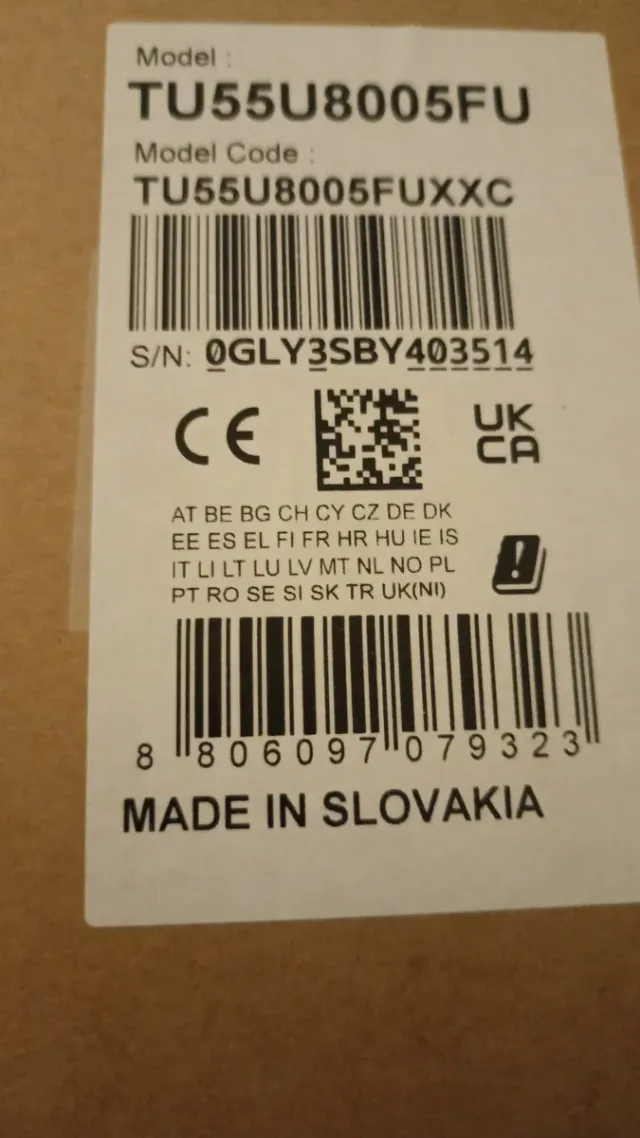 Model :
TU55U8005FU
Model Code :
TU55U8005FUXXC
S/N: 0GLY3SBY403514
CE
UK
CA
AT BE BG CH CY CZ DE DK
EE ES EL FI FR HR HU IE IS
IT LI LT LU LV MT NL NO PL
PT RO SE SI SK TR UK(NI)
!
8 806097 079323
MADE IN SLOVAKIA